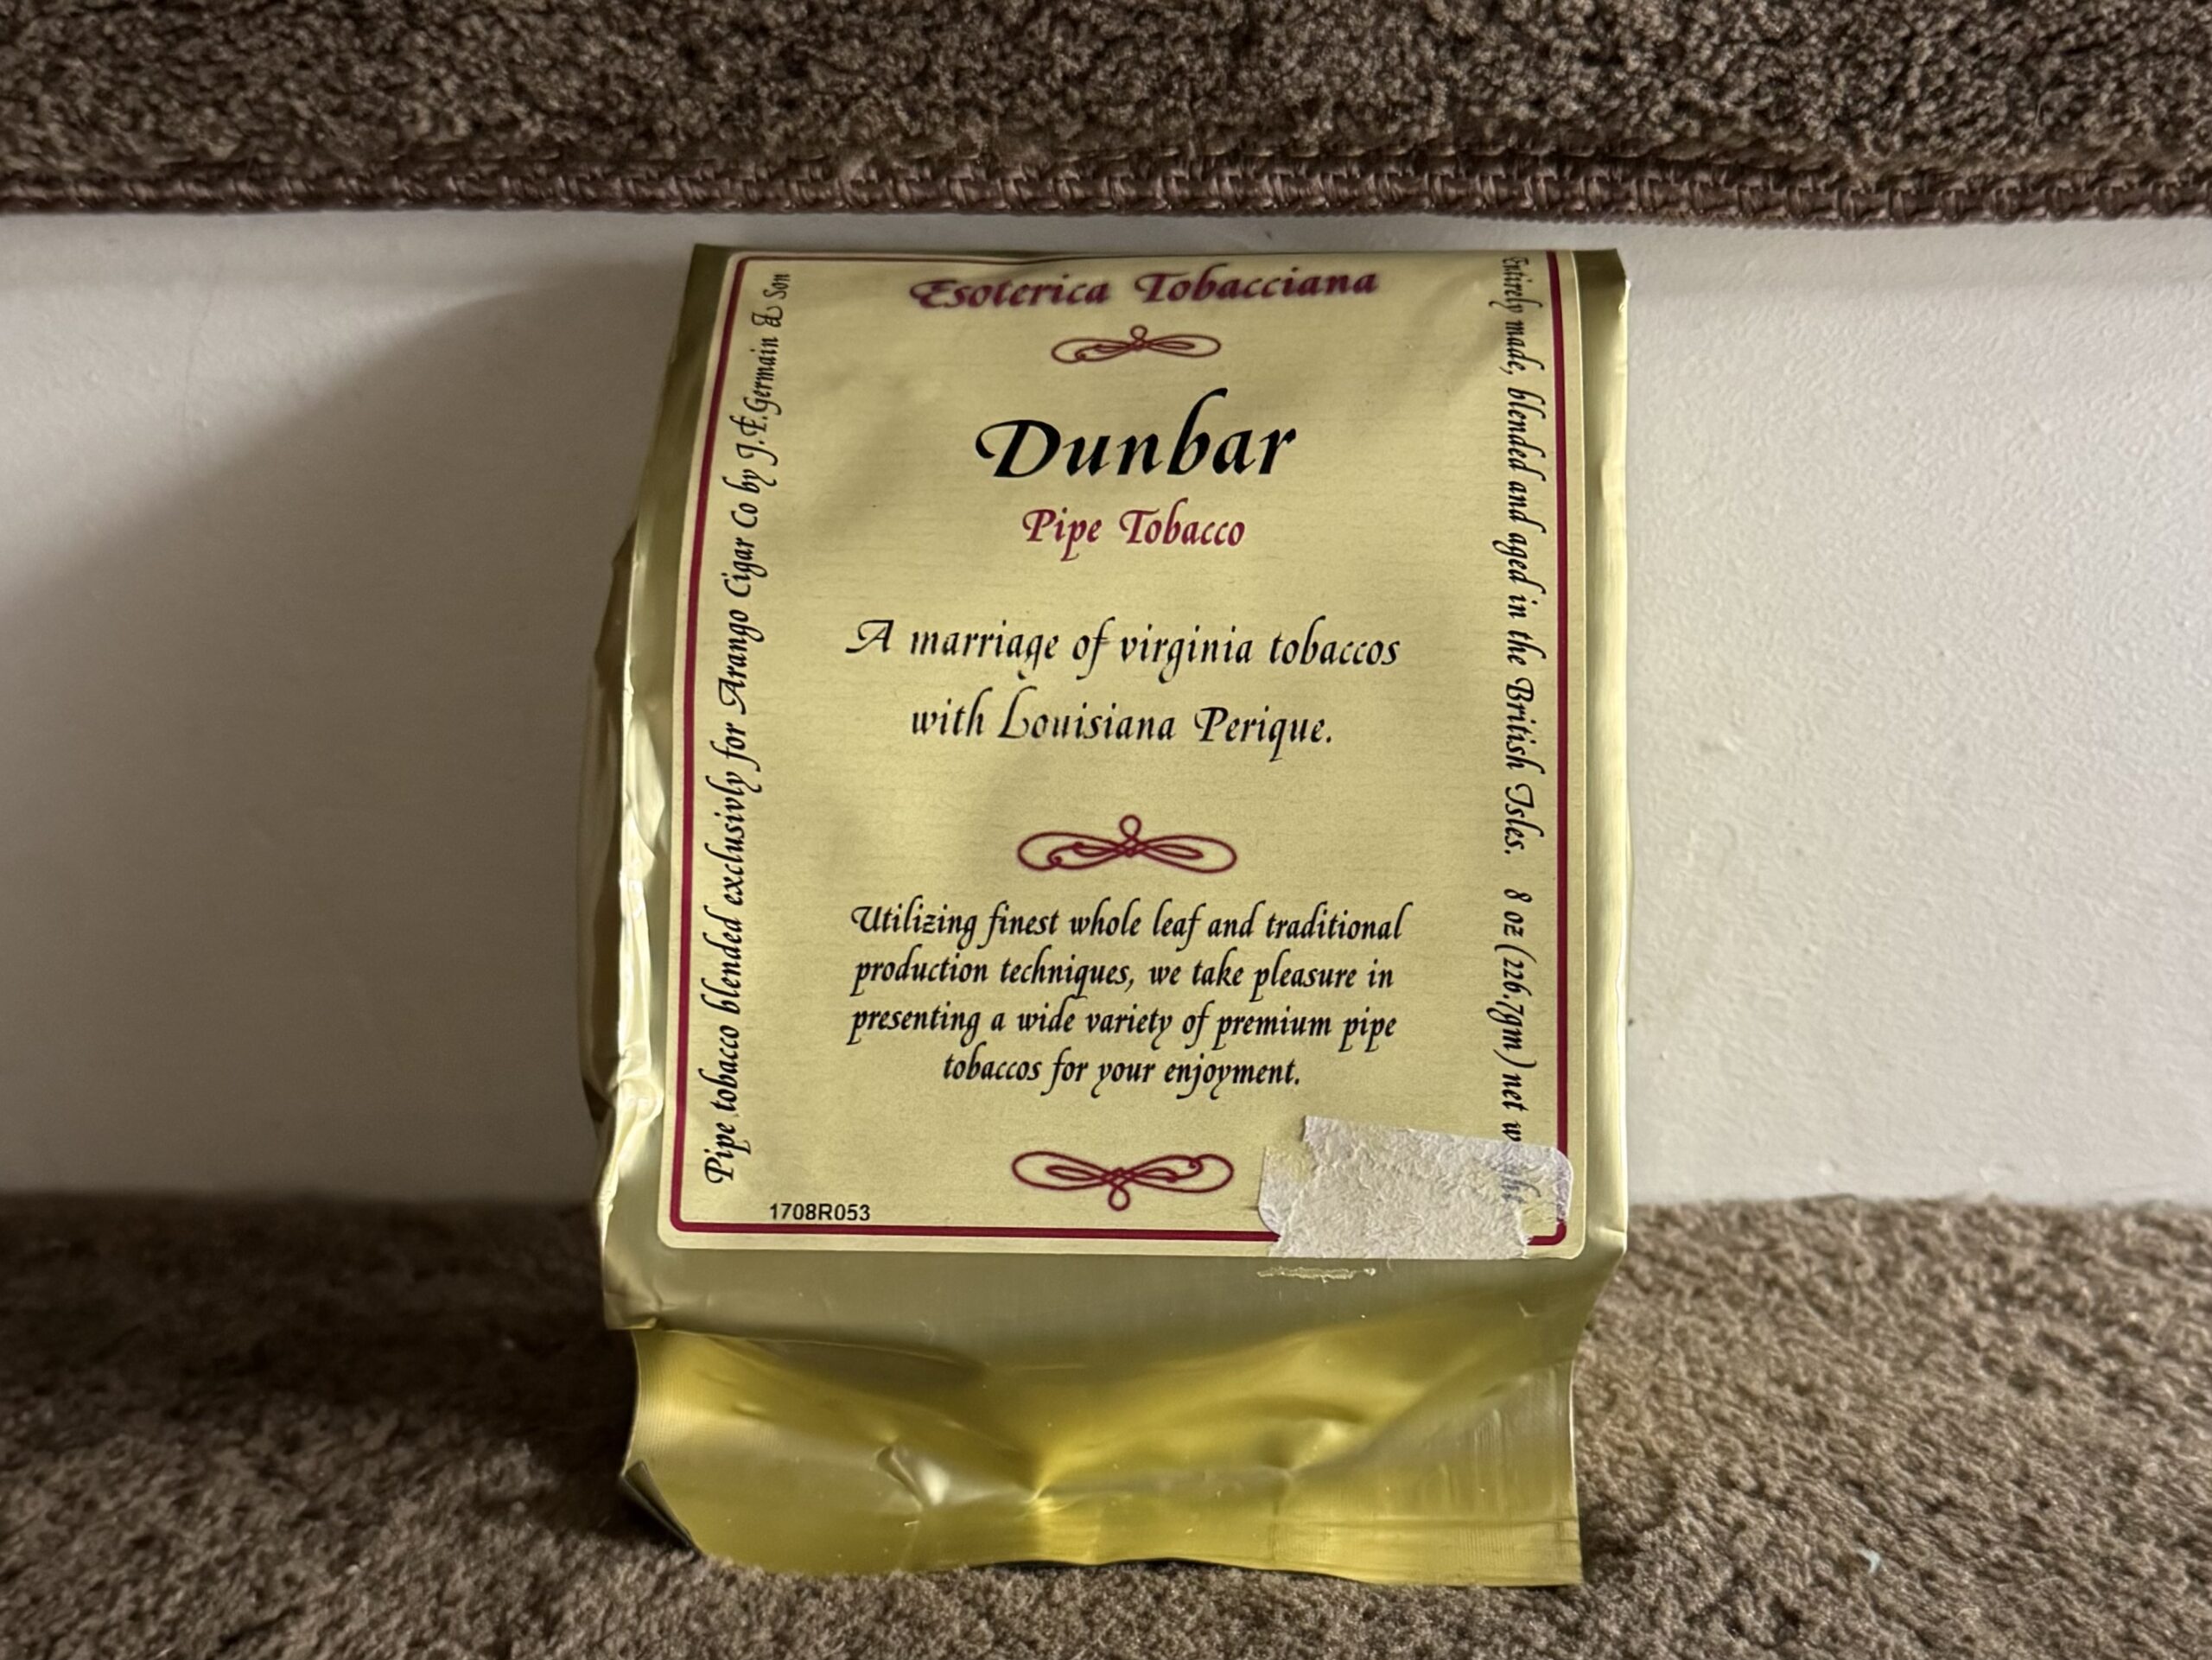 Esoterica Tobacciana
Dunbar
Pipe Tobacco
A marriage of virginia tobaccos
with Louisiana Perique.
Utilizing finest whole leaf and traditional
production techniques, we take pleasure in
presenting a wide variety of premium pipe
tobaccos for your enjoyment.
1708R053
Pipe tobacco blended exclusivly for Arango Cigar Co by J.F.Germain & Son
Entirely made, blended and aged in the British Isles. 8 oz (226.7gm) net